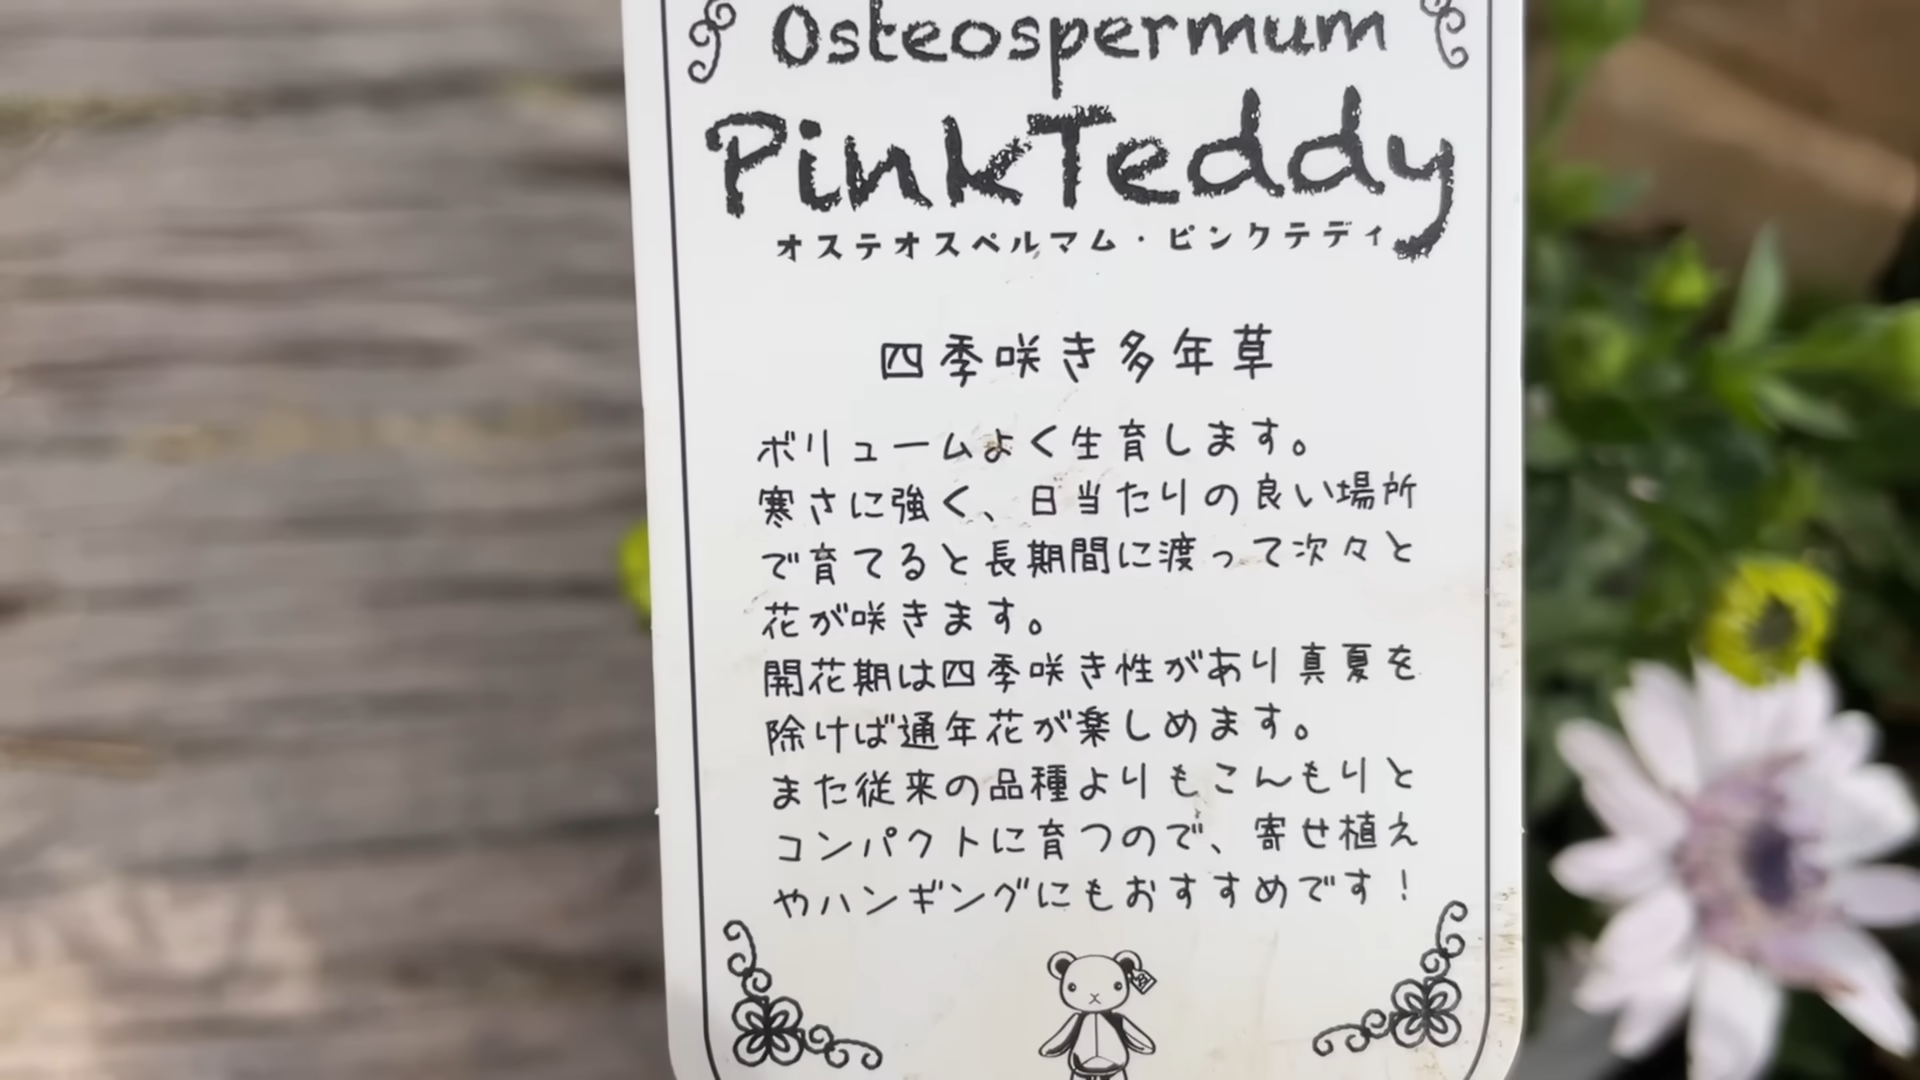 Osteospermum
PinkTeddy
オステオスペルマム・ピンクテディ
四季咲き多年草
ボリュームよく生育します。
寒さに強く、日当たりの良い場所
で育てると長期間に渡って次々と
花が咲きます。
開花期は四季咲き性があり真夏を
除けば通年花が楽しめます。
また従来の品種よりもこんもりと
コンパクトに育つので、寄せ植え
やハンギングにもおすすめです!